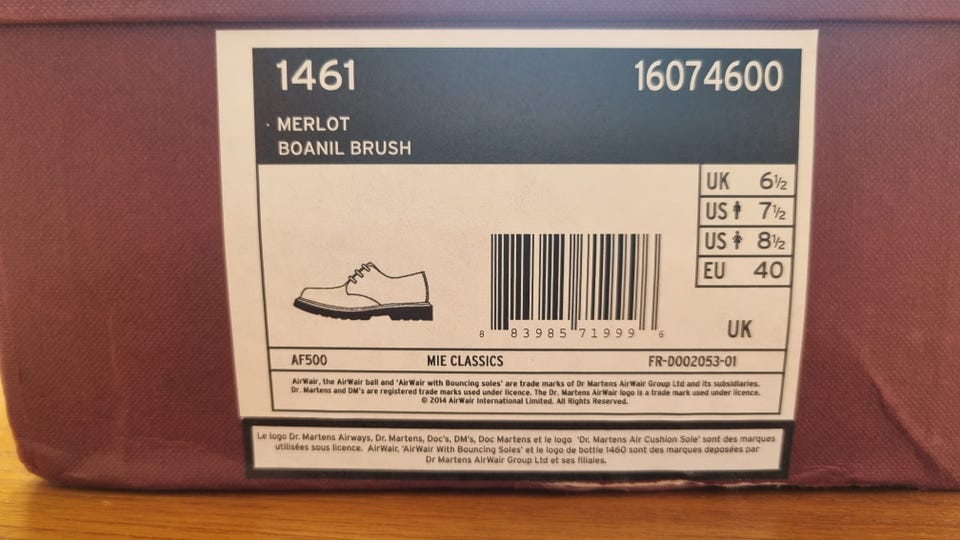 1461 16074600
MERLOT
BOANIL BRUSH
UK 6½
US 7½
US 8½
EU 40
8 83985 71999 6
UK
AF500 MIE CLASSICS FR-D002053-01
AirWair, the AirWair ball and 'AirWair with Bouncing soles' are trade marks of Dr Martens AirWair Group Ltd and its subsidiaries.
Dr. Martens and DM's are registered trade marks used under licence. The Dr. Martens AirWair logo is a trade mark used under licence.
© 2014 AirWair International Limited. All Rights Reserved.
Le logo Dr. Martens Airways, Dr. Martens, Doc's, DM's, Doc Martens et le logo 'Dr. Martens Air Cushion Sole' sont des marques
utilisées sous licence. AirWair, 'AirWair With Bouncing Soles' et le logo de bottle 1460 sont des marques deposées par
Dr Martens AirWair Group Ltd et ses filiales.